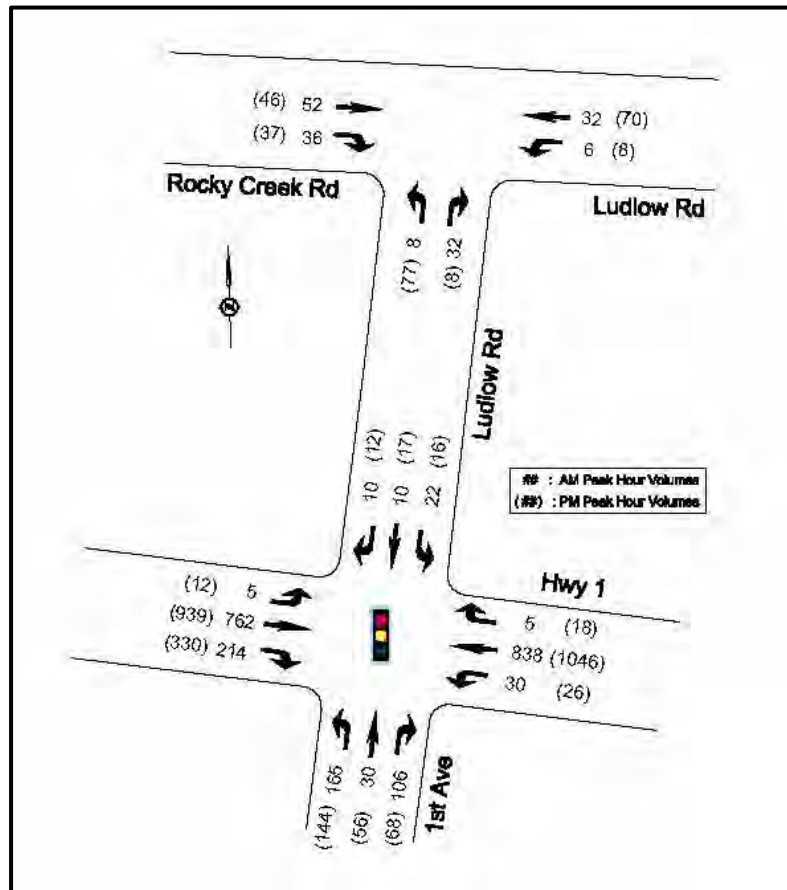 (46) 52
32 (70)
(37) 36
6 (8)
Rocky Creek Rd
Ludlow Rd
(77) 8
(8) 32
Ludlow Rd
10 (12)
10 (17)
22 (16)
## : AM Peak Hour Volumes
(##) : PM Peak Hour Volumes
Hwy 1
(12) 5
5 (18)
(939) 762
838 (1046)
(330) 214
30 (26)
(144) 165
(56) 30
(68) 106
1st Ave